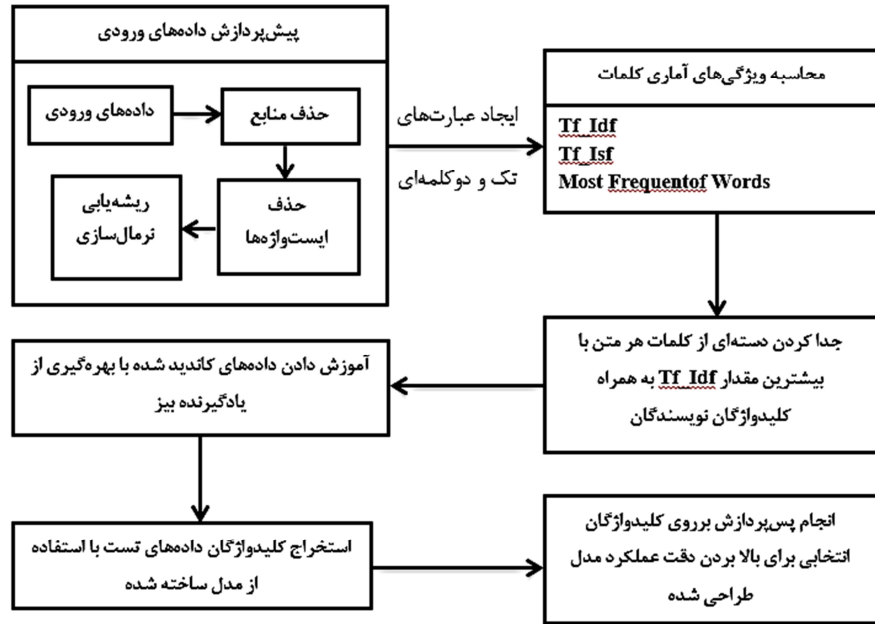 پیش‌پردازش داده‌های ورودی
داده‌های ورودی
حذف منابع
حذف
ایست‌واژه‌ها
ریشه‌یابی
نرمال‌سازی
ایجاد عبارت‌های
تک و دوکلمه‌ای
محاسبه ویژگی‌های آماری کلمات
Tf_Idf
Tf_Isf
Most Frequentof Words
جدا کردن دسته‌ای از کلمات هر متن با
بیشترین مقدار Tf_Idf به همراه
کلیدواژگان نویسندگان
آموزش دادن داده‌های کاندید شده با بهره‌گیری از
یادگیرنده بیز
استخراج کلیدواژگان داده‌های تست با استفاده
از مدل ساخته شده
انجام پس‌پردازش برروی کلیدواژگان
انتخابی برای بالا بردن دقت عملکرد مدل
طراحی شده